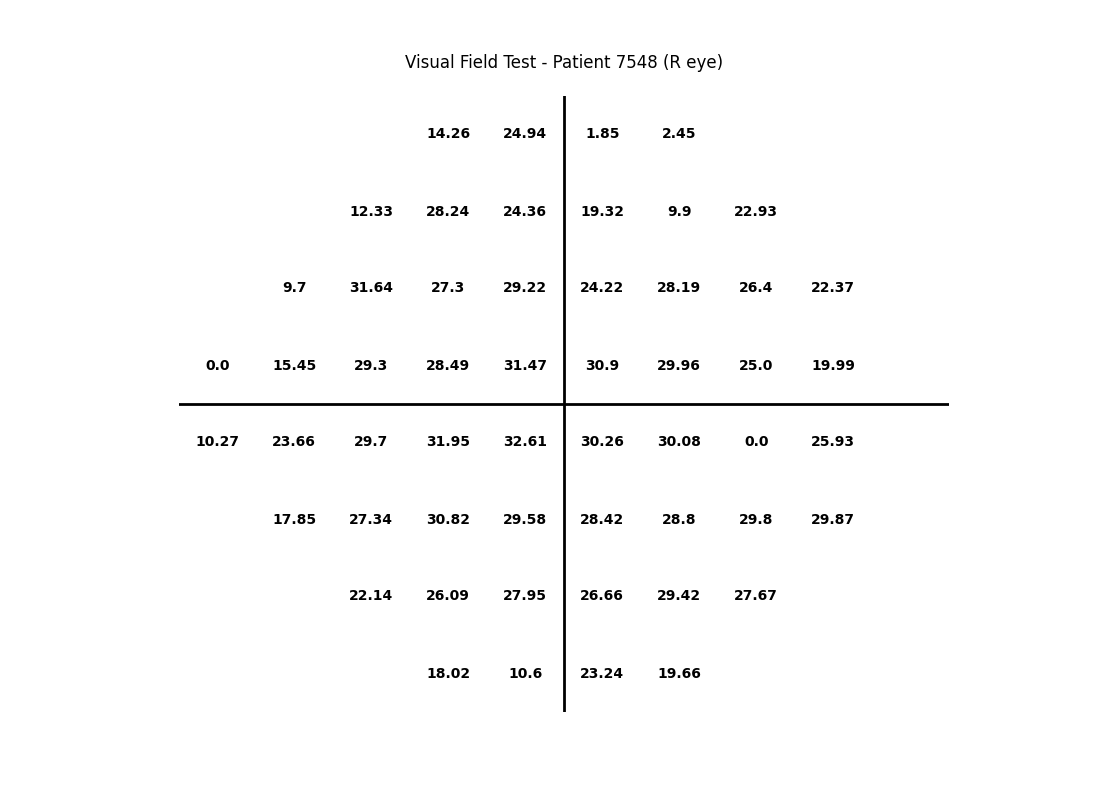 Visual Field Test - Patient 7548 (R eye)
14.26 24.94 1.85 2.45
12.33 28.24 24.36 19.32 9.9 22.93
9.7 31.64 27.3 29.22 24.22 28.19 26.4 22.37
0.0 15.45 29.3 28.49 31.47 30.9 29.96 25.0 19.99
10.27 23.66 29.7 31.95 32.61 30.26 30.08 0.0 25.93
17.85 27.34 30.82 29.58 28.42 28.8 29.8 29.87
22.14 26.09 27.95 26.66 29.42 27.67
18.02 10.6 23.24 19.66